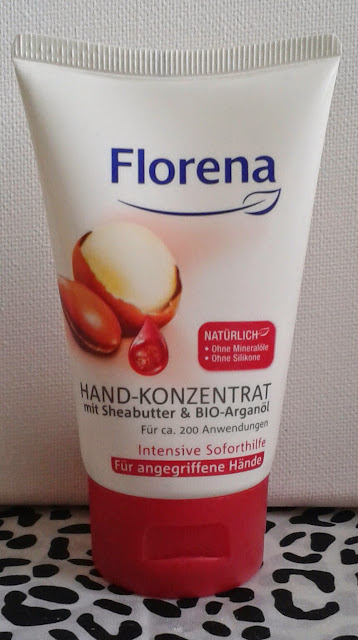 Florena
NATÜRLICH
• Ohne Mineralöle
• Ohne Silikone
HAND-KONZENTRAT
mit Sheabutter & BIO-Arganöl
Für ca. 200 Anwendungen
Intensive Soforthilfe
Für angegriffene Hände